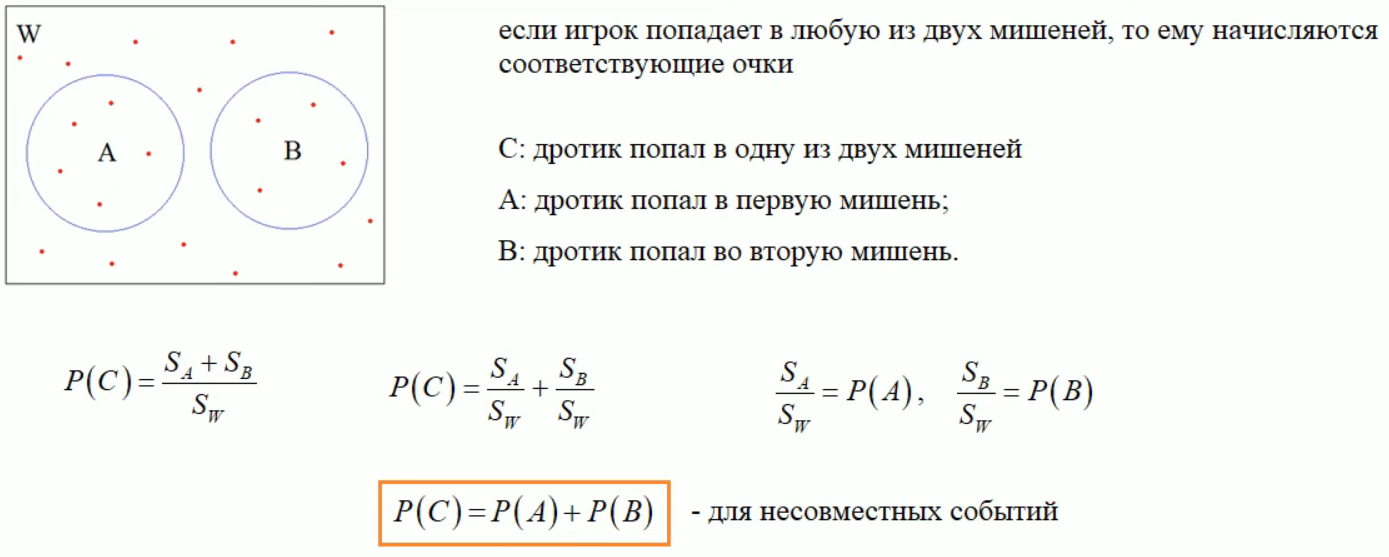 W
A
B
если игрок попадает в любую из двух мишеней, то ему начисляются
соответствующие очки
C: дротик попал в одну из двух мишеней
A: дротик попал в первую мишень;
B: дротик попал во вторую мишень.
P(C) = (S_A + S_B) / S_W
P(C) = S_A / S_W + S_B / S_W
S_A / S_W = P(A), S_B / S_W = P(B)
P(C) = P(A) + P(B) - для несовместных событий